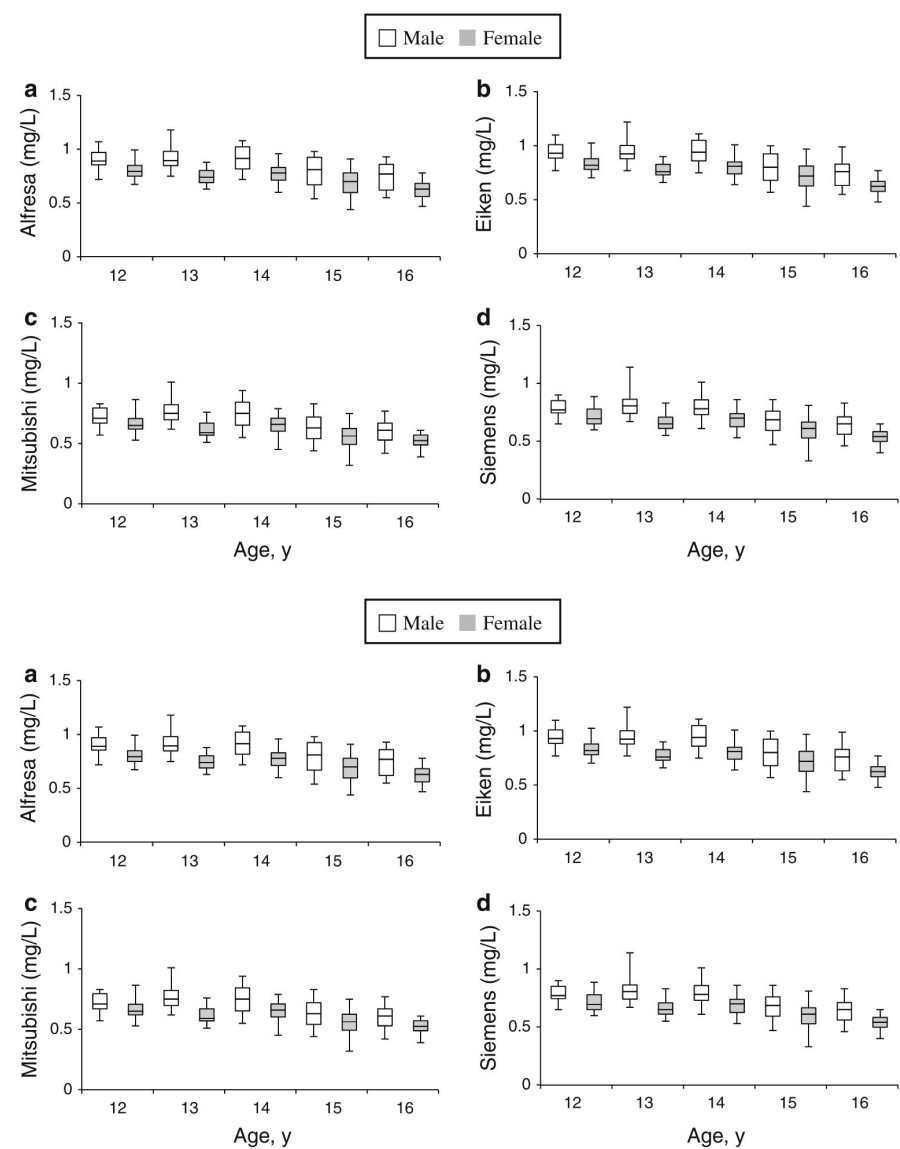 Male Female
a
Alfresa (mg/L)
1.5
1
0.5
0
12 13 14 15 16
b
Eiken (mg/L)
1.5
1
0.5
0
12 13 14 15 16
c
Mitsubishi (mg/L)
1.5
1
0.5
0
12 13 14 15 16
Age, y
d
Siemens (mg/L)
1.5
1
0.5
0
12 13 14 15 16
Age, y
Male Female
a
Alfresa (mg/L)
1.5
1
0.5
0
12 13 14 15 16
b
Eiken (mg/L)
1.5
1
0.5
0
12 13 14 15 16
c
Mitsubishi (mg/L)
1.5
1
0.5
0
12 13 14 15 16
Age, y
d
Siemens (mg/L)
1.5
1
0.5
0
12 13 14 15 16
Age, y